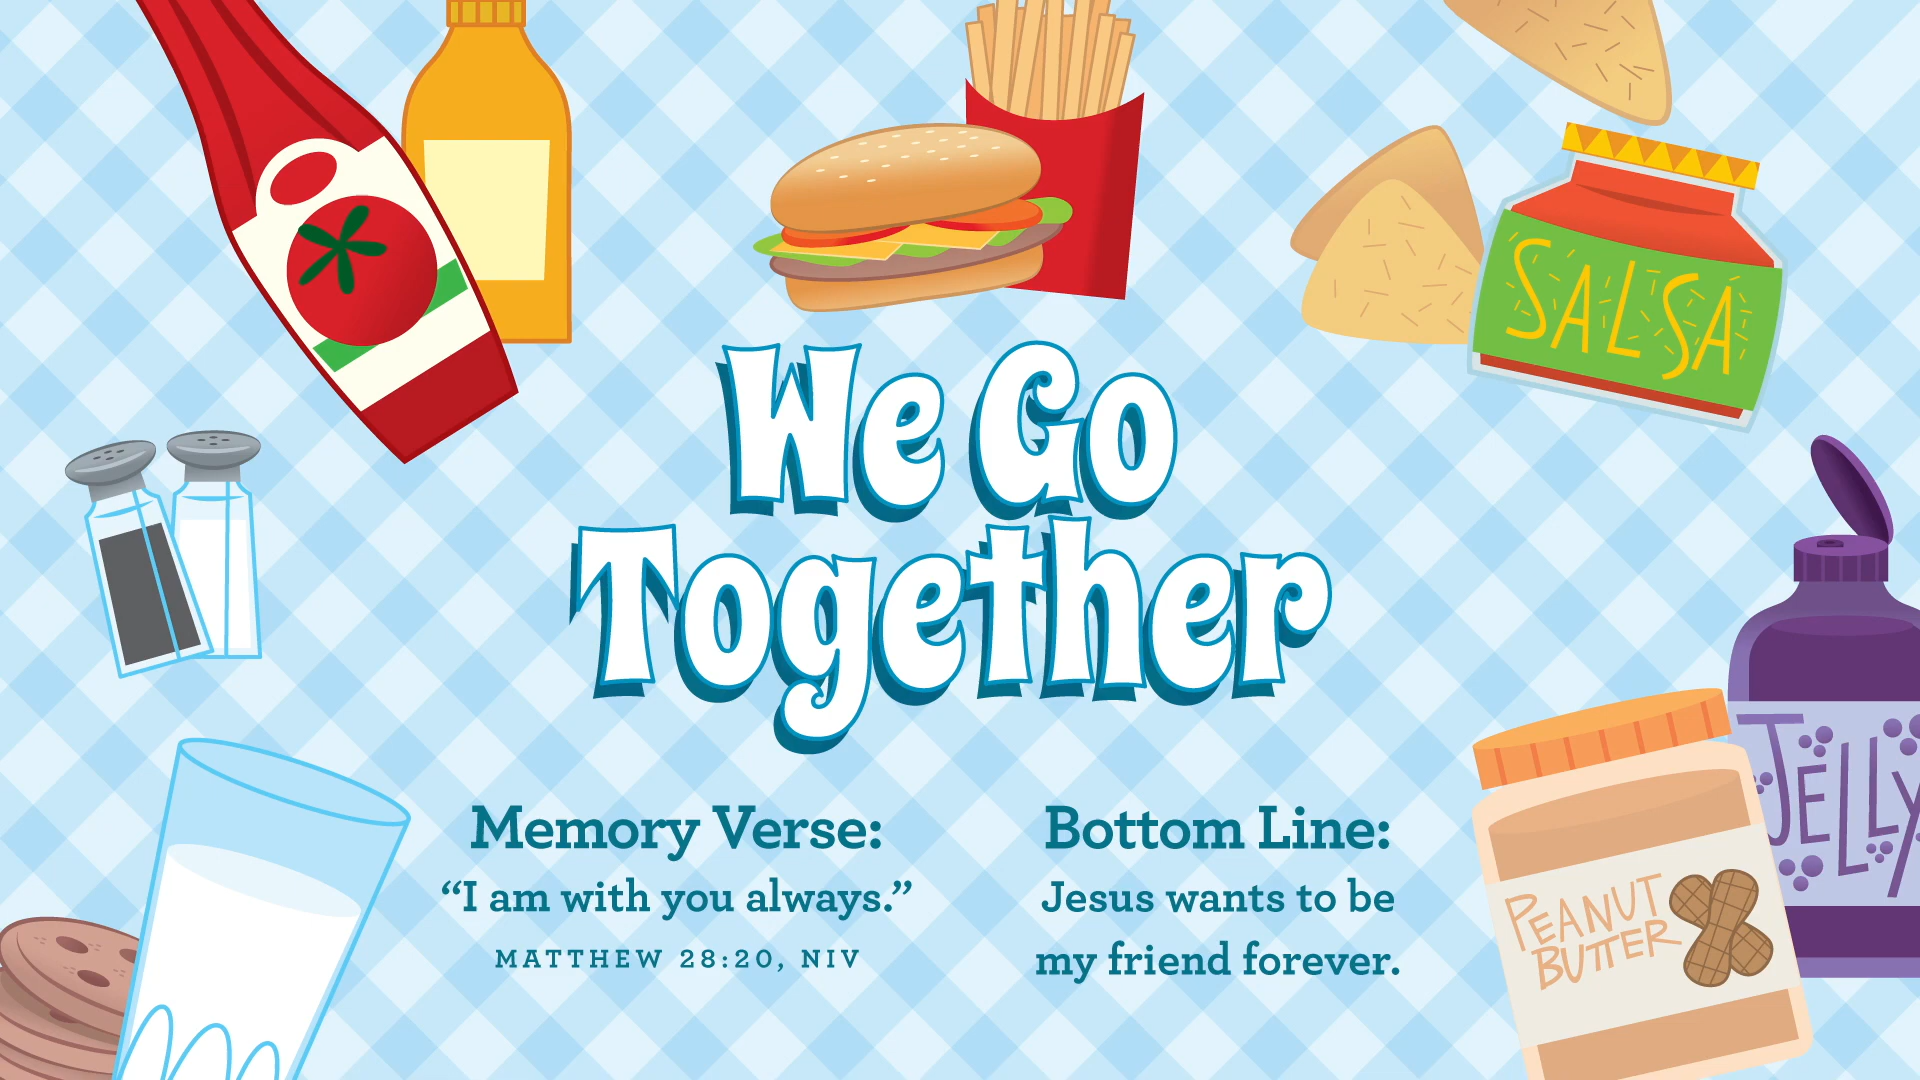 SALSA
We Go
Together
JELLY
Memory Verse:
“I am with you always.”
MATTHEW 28:20, NIV
Bottom Line:
Jesus wants to be
my friend forever.
PEANUT
BUTTER